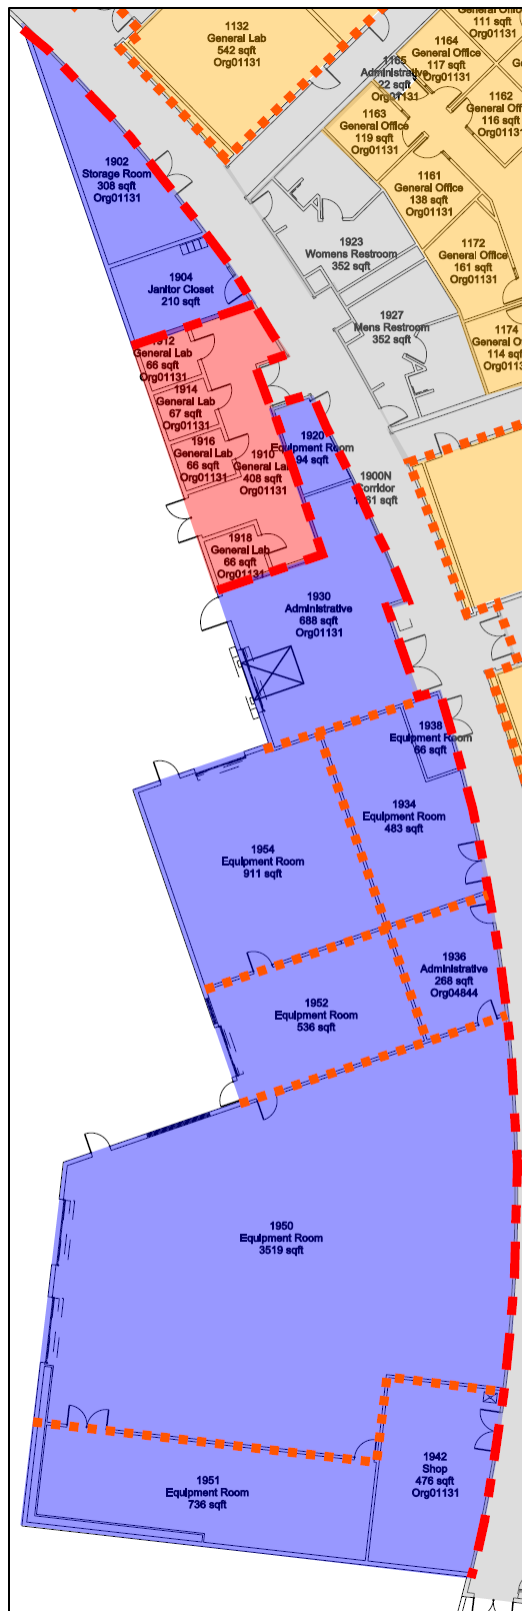 1132
General Lab
542 sqft
Org01131
111 sqft
Org01131
1164
General Office
117 sqft
Org01131
1165
Administrative
22 sqft
Org01131
1162
General
116 sqft
Org01131
1163
General Office
119 sqft
Org01131
1161
General Office
138 sqft
Org01131
1902
Storage Room
308 sqft
Org01131
1923
Womens Restroom
352 sqft
1172
General Office
161 sqft
Org01131
1904
Janitor Closet
210 sqft
1927
Mens Restroom
352 sqft
1174
General
114 sqft
1912
General Lab
66 sqft
Org01131
1914
General Lab
67 sqft
Org01131
1916
General Lab
66 sqft
Org01131
1910
General Lab
408 sqft
Org01131
1920
Equipment Room
94 sqft
1900N
Corridor
sqft
1918
General Lab
66 sqft
Org01131
1930
Administrative
688 sqft
Org01131
1938
Equipment Room
66 sqft
1934
Equipment Room
483 sqft
1954
Equipment Room
911 sqft
1936
Administrative
268 sqft
Org04844
1952
Equipment Room
536 sqft
1950
Equipment Room
3519 sqft
1942
Shop
476 sqft
Org01131
1951
Equipment Room
736 sqft